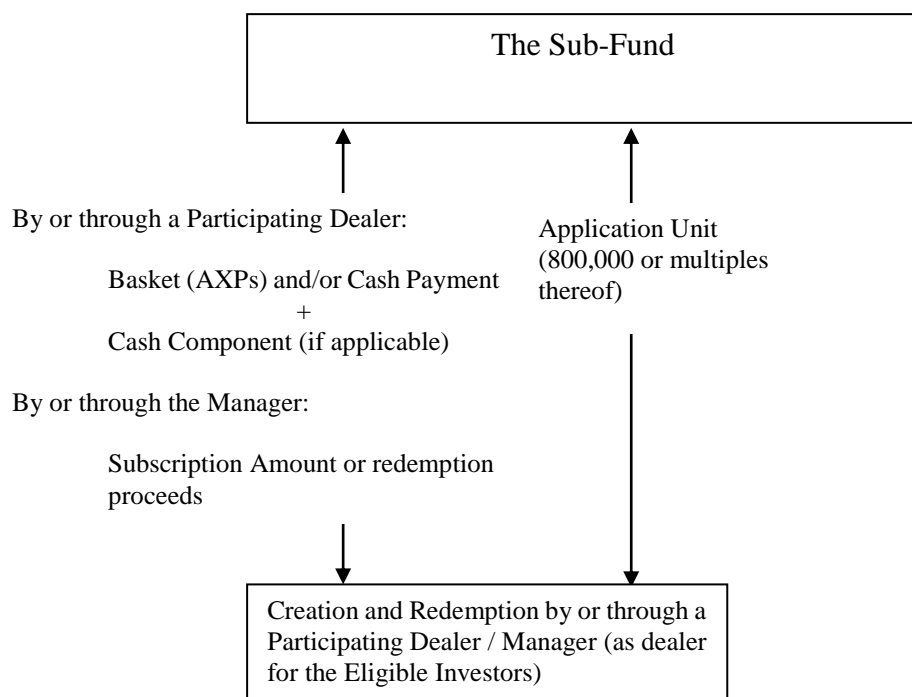 The Sub-Fund
By or through a Participating Dealer:
Basket (AXPs) and/or Cash Payment
+
Cash Component (if applicable)
By or through the Manager:
Subscription Amount or redemption
proceeds
Application Unit
(800,000 or multiples
thereof)
Creation and Redemption by or through a
Participating Dealer / Manager (as dealer
for the Eligible Investors)